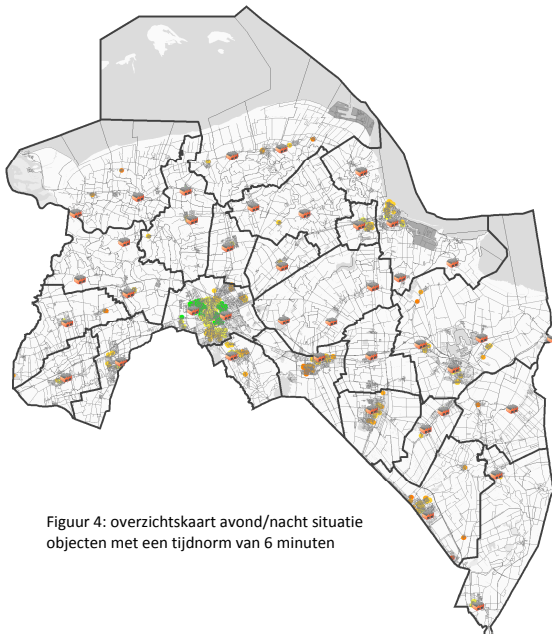 Figuur 4: overzichtskaart avond/nacht situatie
objecten met een tijdnorm van 6 minuten